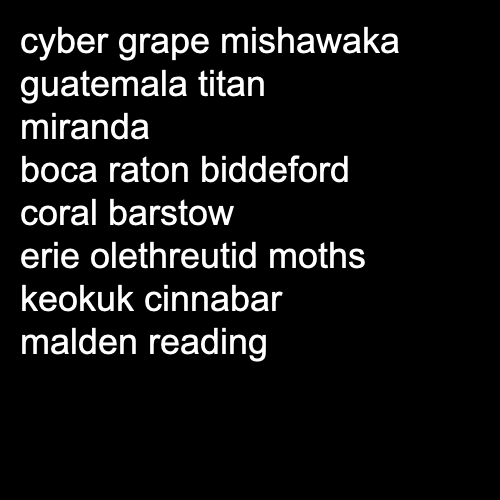 cyber grape mishawaka
guatemala titan
miranda
boca raton biddeford
coral barstow
erie olethreutid moths
keokuk cinnabar
malden reading